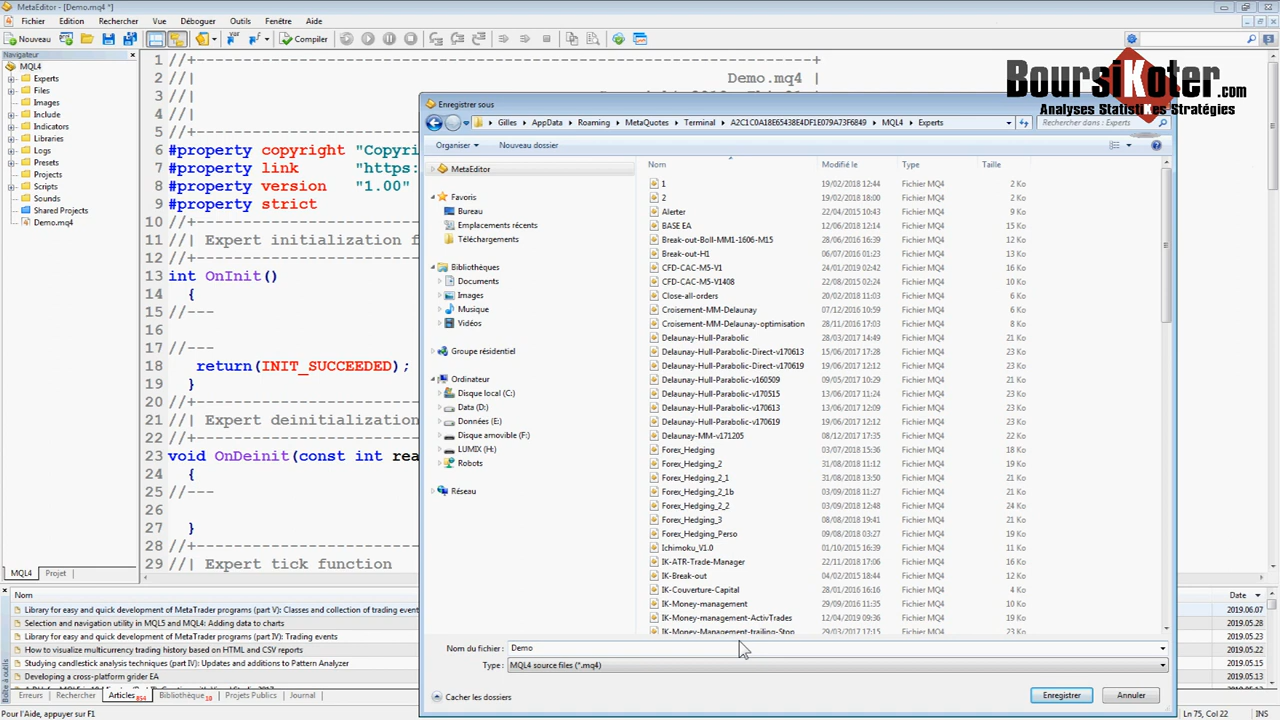 MetaEditor - [Demo.mq4 *]
Fichier Edition Rechercher Vue Déboguer Outils Fenêtre Aide
Nouveau Compiler
BoursiKoter.com
Analyses Statistiques Stratégies
Navigateur
MQL4
Experts
Files
Images
Include
Indicators
Libraries
Logs
Presets
Projects
Scripts
Sounds
Shared Projects
Demo.mq4
MQL4 Projet
1 //+------------------------------------------------------------------+
2 //| Demo.mq4 |
3 //|
4 //|
5 //+
6 #property copyright "Copyri
7 #property link "https:
8 #property version "1.00"
9 #property strict
10 //+
11 //| Expert initialization f
12 //+
13 int OnInit()
14 {
15 //---
16
17 //---
18 return(INIT_SUCCEEDED);
19 }
20 //+
21 //| Expert deinitialization
22 //+
23 void OnDeinit(const int rea
24 {
25 //---
26
27 }
28 //+
29 //| Expert tick function
Enregistrer sous
Gilles AppData Roaming MetaQuotes Terminal A2C1C0A18E65438E4DF1E079A73F6849 MQL4 Experts
Rechercher dans : Experts
Organiser Nouveau dossier
MetaEditor
Favoris
Bureau
Emplacements récents
Téléchargements
Bibliothèques
Documents
Images
Musique
Vidéos
Groupe résidentiel
Ordinateur
Disque local (C:)
Data (D:)
Données (E:)
Disque amovible (F:)
LUMIX (H:)
Robots
Réseau
Nom Modifié le Type Taille
1 19/02/2018 12:44 Fichier MQ4 2 Ko
2 19/02/2018 18:00 Fichier MQ4 2 Ko
Alerter 22/04/2015 10:43 Fichier MQ4 9 Ko
BASE EA 12/06/2018 12:14 Fichier MQ4 15 Ko
Break-out-Boll-MM1-1606-M15 28/06/2016 16:39 Fichier MQ4 12 Ko
Break-out-H1 06/07/2016 01:23 Fichier MQ4 13 Ko
CFD-CAC-M5-V1 24/01/2019 02:42 Fichier MQ4 16 Ko
CFD-CAC-M5-V1408 22/08/2015 02:24 Fichier MQ4 10 Ko
Close-all-orders 20/02/2018 11:03 Fichier MQ4 6 Ko
Croisement-MM-Delaunay 07/12/2016 10:59 Fichier MQ4 6 Ko
Croisement-MM-Delaunay-optimisation 28/11/2016 17:03 Fichier MQ4 8 Ko
Delaunay-Hull-Parabolic 28/03/2017 14:49 Fichier MQ4 21 Ko
Delaunay-Hull-Parabolic-Direct-v170613 15/06/2017 17:28 Fichier MQ4 23 Ko
Delaunay-Hull-Parabolic-Direct-v170619 19/06/2017 12:12 Fichier MQ4 23 Ko
Delaunay-Hull-Parabolic-v160509 09/05/2017 10:29 Fichier MQ4 21 Ko
Delaunay-Hull-Parabolic-v170515 13/06/2017 11:24 Fichier MQ4 23 Ko
Delaunay-Hull-Parabolic-v170613 13/06/2017 12:09 Fichier MQ4 23 Ko
Delaunay-Hull-Parabolic-v170619 19/06/2017 12:12 Fichier MQ4 23 Ko
Delaunay-MM-v171205 08/12/2017 17:35 Fichier MQ4 22 Ko
Forex_Hedging 03/07/2018 15:36 Fichier MQ4 18 Ko
Forex_Hedging_2 31/08/2018 11:12 Fichier MQ4 19 Ko
Forex_Hedging_2_1 31/08/2018 13:50 Fichier MQ4 21 Ko
Forex_Hedging_2_1b 03/09/2018 11:27 Fichier MQ4 21 Ko
Forex_Hedging_2_2 03/09/2018 12:48 Fichier MQ4 24 Ko
Forex_Hedging_3 08/08/2018 19:41 Fichier MQ4 21 Ko
Forex_Hedging_Perso 09/08/2018 03:27 Fichier MQ4 19 Ko
Ichimoku_V1.0 01/10/2015 16:39 Fichier MQ4 11 Ko
IK-ATR-Trade-Manager 22/11/2018 17:06 Fichier MQ4 16 Ko
IK-Break-out 04/02/2015 18:44 Fichier MQ4 12 Ko
IK-Couverture-Capital 28/01/2016 16:16 Fichier MQ4 4 Ko
IK-Money-management 29/09/2016 11:35 Fichier MQ4 10 Ko
IK-Money-management-ActivTrades 12/04/2019 09:36 Fichier MQ4 19 Ko
IK-Money-Management-trailing-Stop 29/03/2017 17:15 Fichier MQ4 23 Ko
Nom du fichier : Demo
Type : MQL4 source files (*.mq4)
Cacher les dossiers Enregistrer Annuler
Nom Date
Library for easy and quick development of MetaTrader programs (part V): Classes and collection of trading event 2019.06.07
Selection and navigation utility in MQL5 and MQL4: Adding data to charts 2019.05.28
Library for easy and quick development of MetaTrader programs (part IV): Trading events 2019.05.28
How to visualize multicurrency trading history based on HTML and CSV reports 2019.05.23
Studying candlestick analysis techniques (part IV): Updates and additions to Pattern Analyzer 2019.05.22
Developing a cross-platform grider EA 2019.05.15
Boîte à outils
Erreurs Rechercher Articles 854 Bibliothèque 10 Projets Publics Journal
Pour l'Aide, appuyer sur F1 Ln 75, Col 22 INS